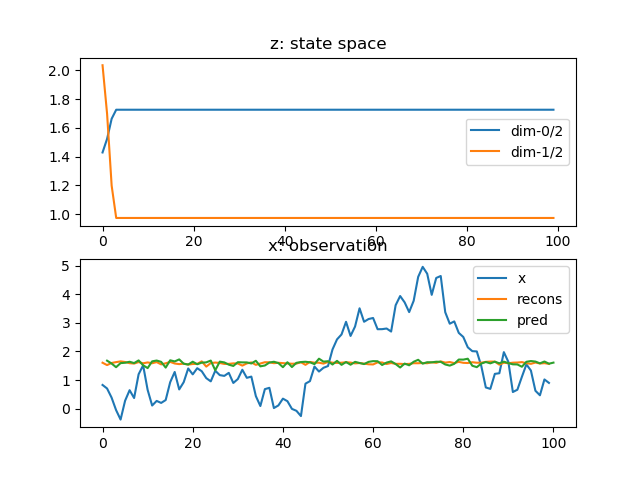 z: state space
2.0
1.8
1.6
1.4
1.2
1.0
dim-0/2
dim-1/2
0 20 40 60 80 100
x: observation
5
4
3
2
1
0
x
recons
pred
0 20 40 60 80 100